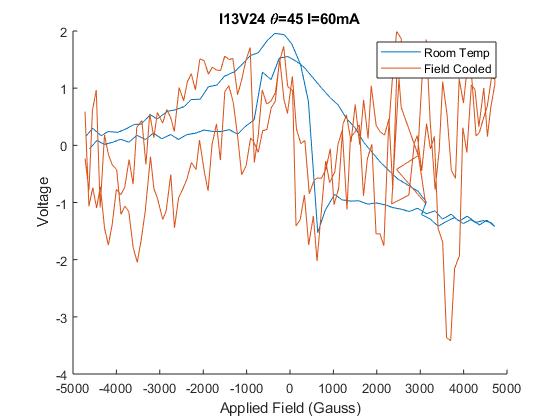 I13V24 θ=45 I=60mA
Room Temp
Field Cooled
2
1
0
-1
-2
-3
-4
Voltage
-5000 -4000 -3000 -2000 -1000 0 1000 2000 3000 4000 5000
Applied Field (Gauss)